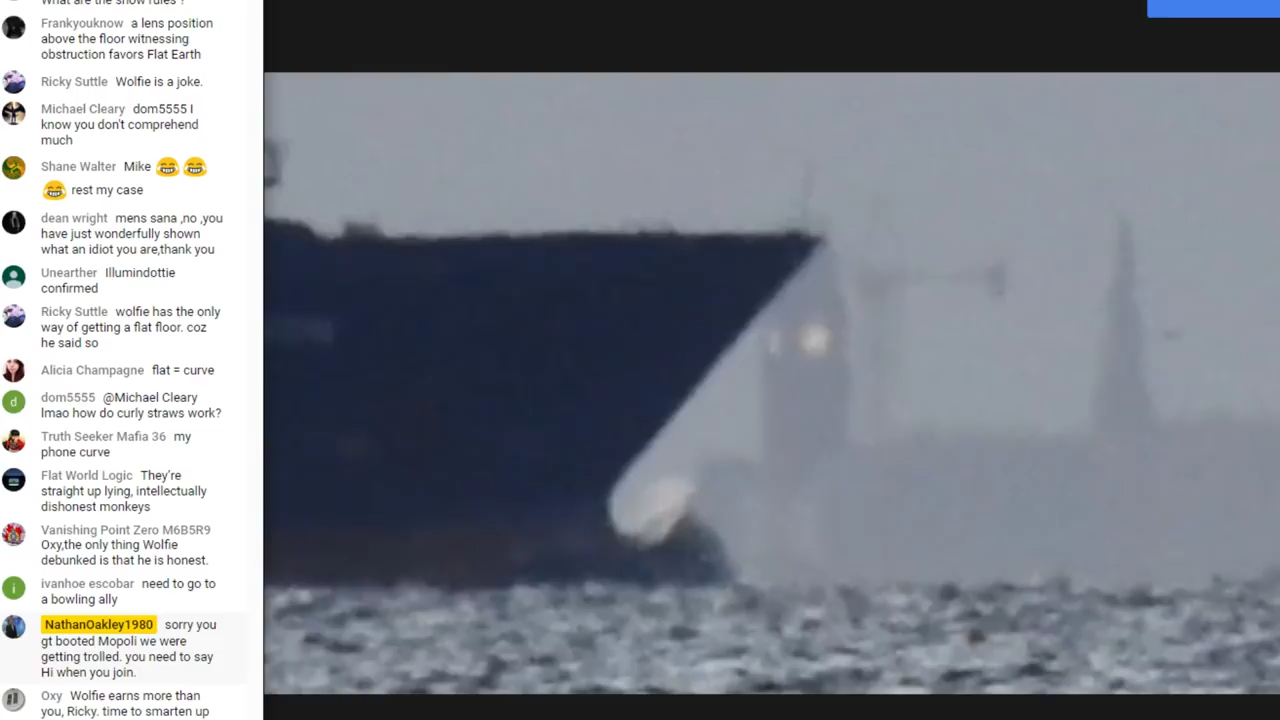 What are the show rules ?
Frankyouknow a lens position
above the floor witnessing
obstruction favors Flat Earth
Ricky Suttle Wolfie is a joke.
Michael Cleary dom5555 I
know you don't comprehend
much
Shane Walter Mike 😂 😂
😂 rest my case
dean wright mens sana ,no ,you
have just wonderfully shown
what an idiot you are,thank you
Unearther Illumindottie
confirmed
Ricky Suttle wolfie has the only
way of getting a flat floor. coz
he said so
Alicia Champagne flat = curve
d
dom5555 @Michael Cleary
lmao how do curly straws work?
Truth Seeker Mafia 36 my
phone curve
Flat World Logic They're
straight up lying, intellectually
dishonest monkeys
Vanishing Point Zero M6B5R9
Oxy,the only thing Wolfie
debunked is that he is honest.
i
ivanhoe escobar need to go to
a bowling ally
NathanOakley1980 sorry you
gt booted Mopoli we were
getting trolled. you need to say
Hi when you join.
Oxy Wolfie earns more than
you, Ricky. time to smarten up